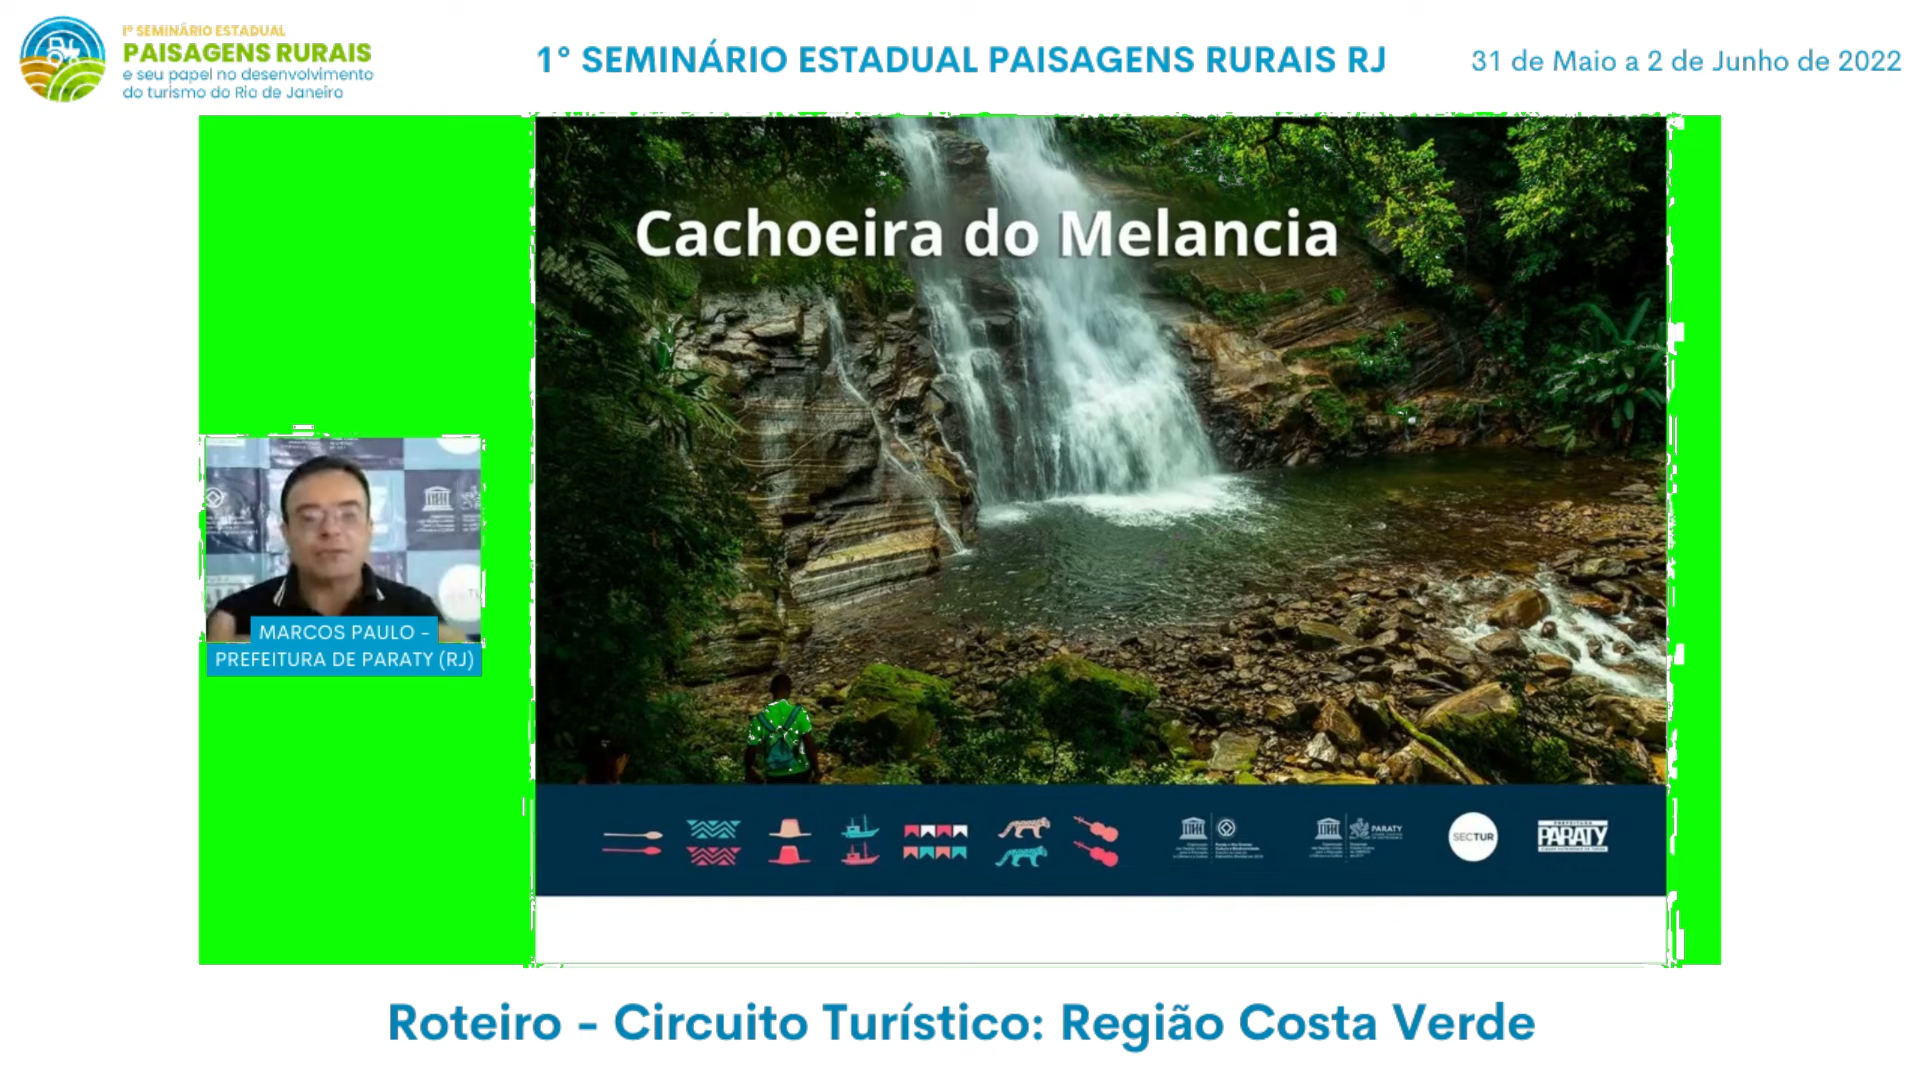 1º SEMINÁRIO ESTADUAL
PAISAGENS RURAIS
e seu papel no desenvolvimento
do turismo do Rio de Janeiro
1° SEMINÁRIO ESTADUAL PAISAGENS RURAIS RJ
31 de Maio a 2 de Junho de 2022
Cachoeira do Melancia
MARCOS PAULO -
PREFEITURA DE PARATY (RJ)
PARATY
SECTUR
PREFEITURA
PARATY
Roteiro - Circuito Turístico: Região Costa Verde